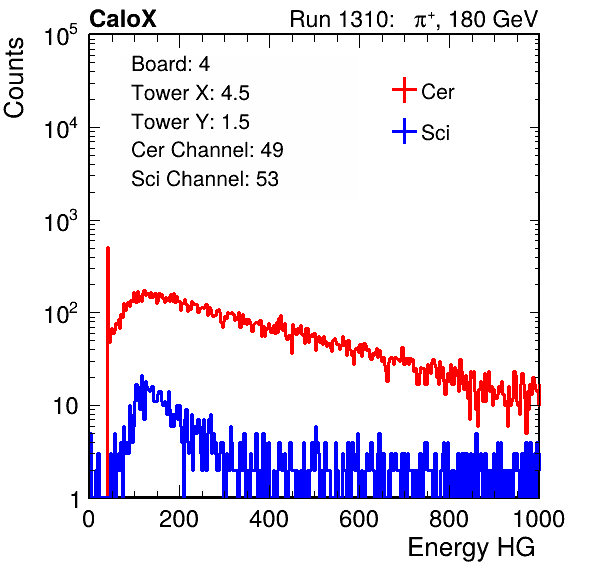 CaloX Run 1310: π⁺, 180 GeV
Counts
10⁵
10⁴
10³
10²
10
1
Board: 4
Tower X: 4.5
Tower Y: 1.5
Cer Channel: 49
Sci Channel: 53
Cer
Sci
0 200 400 600 800 1000
Energy HG